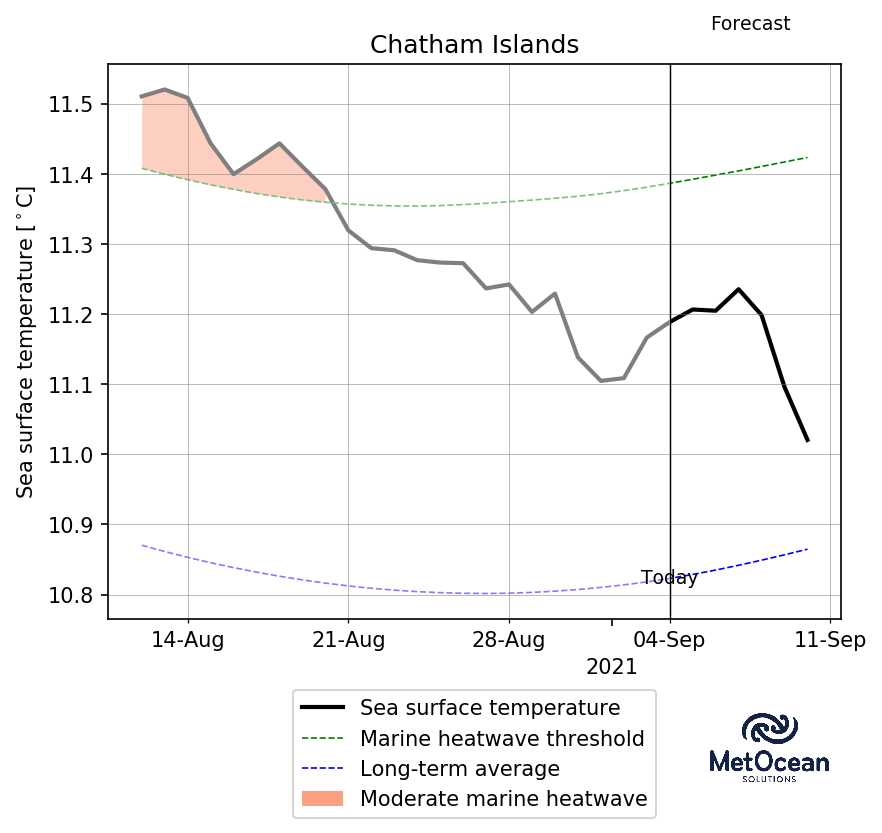 Forecast
Chatham Islands
Sea surface temperature [°C]
11.5
11.4
11.3
11.2
11.1
11.0
10.9
10.8
Today
14-Aug 21-Aug 28-Aug 04-Sep 11-Sep
2021
Sea surface temperature
Marine heatwave threshold
Long-term average
Moderate marine heatwave
MetOcean
SOLUTIONS